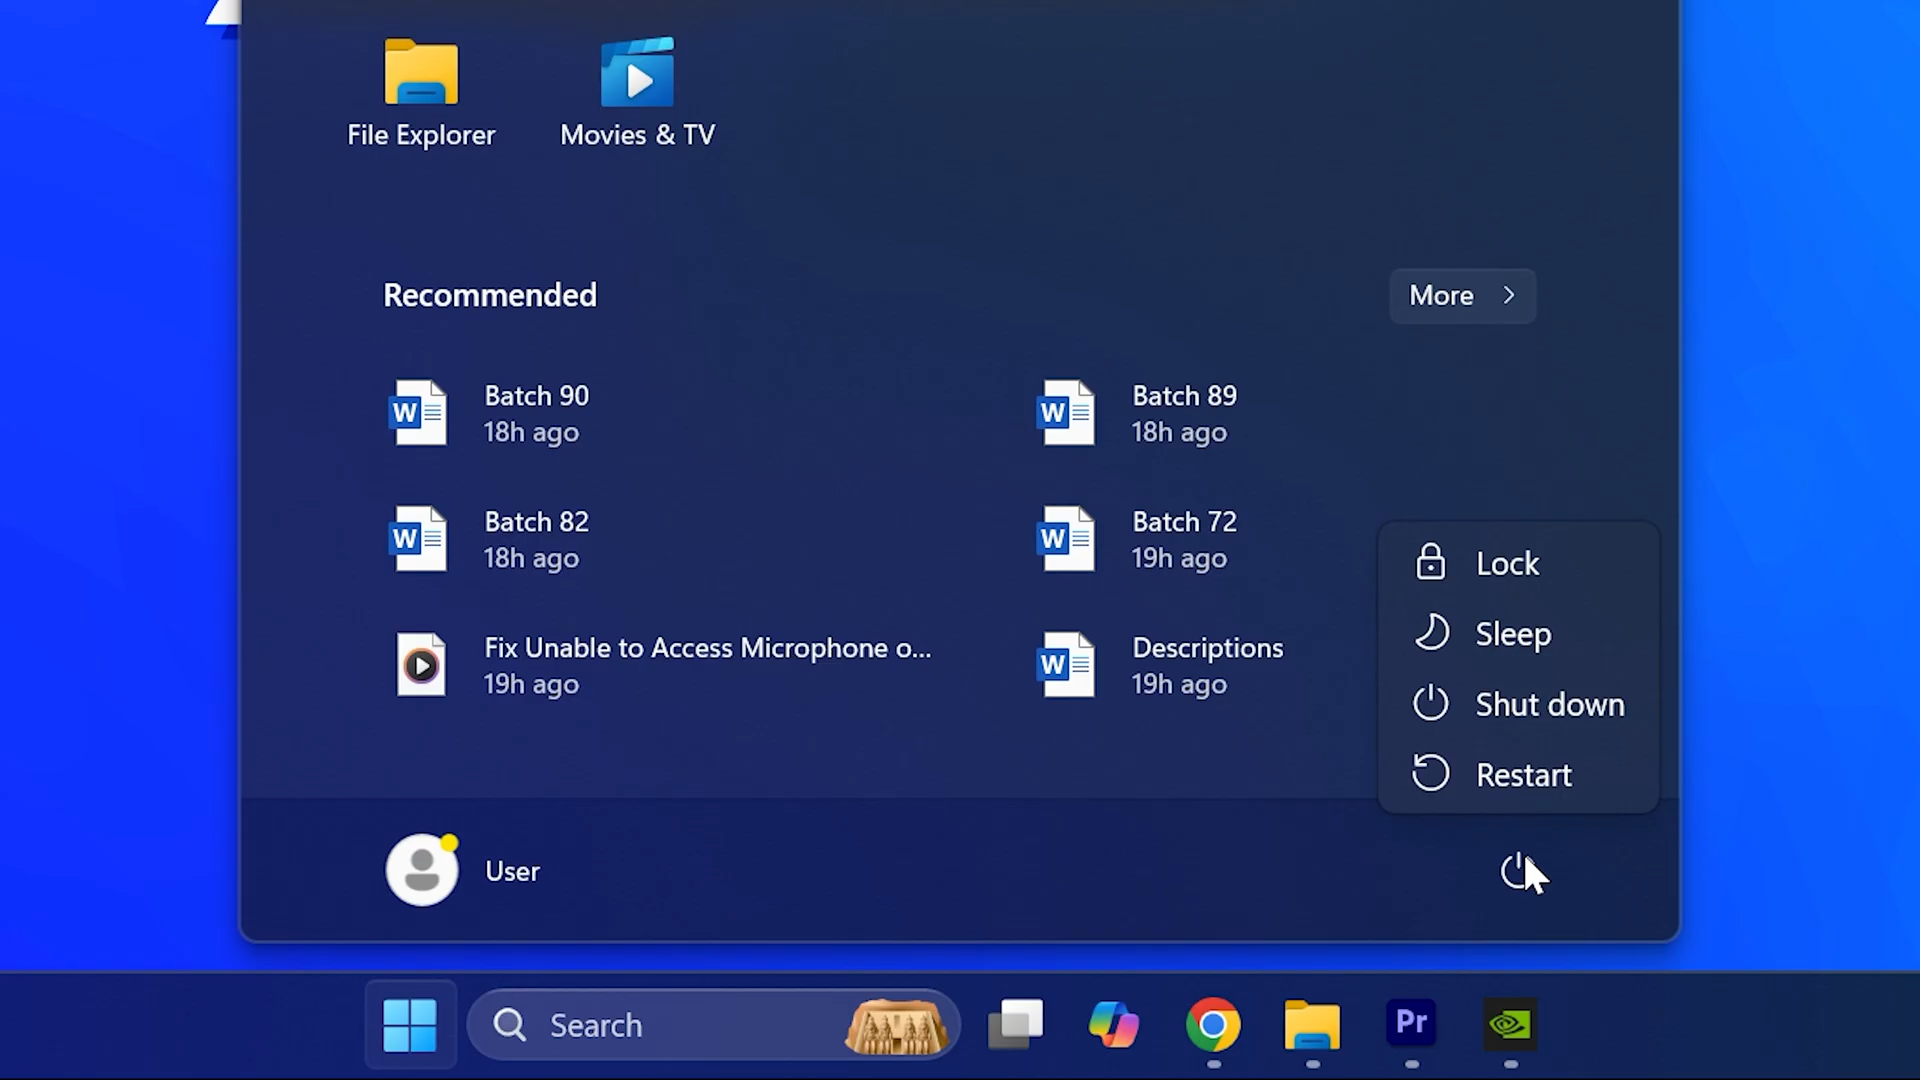 File Explorer
Movies & TV
Recommended
More
Batch 90
18h ago
Batch 89
18h ago
Batch 82
18h ago
Batch 72
19h ago
Fix Unable to Access Microphone o...
19h ago
Descriptions
19h ago
Lock
Sleep
Shut down
Restart
User
Search
Pr